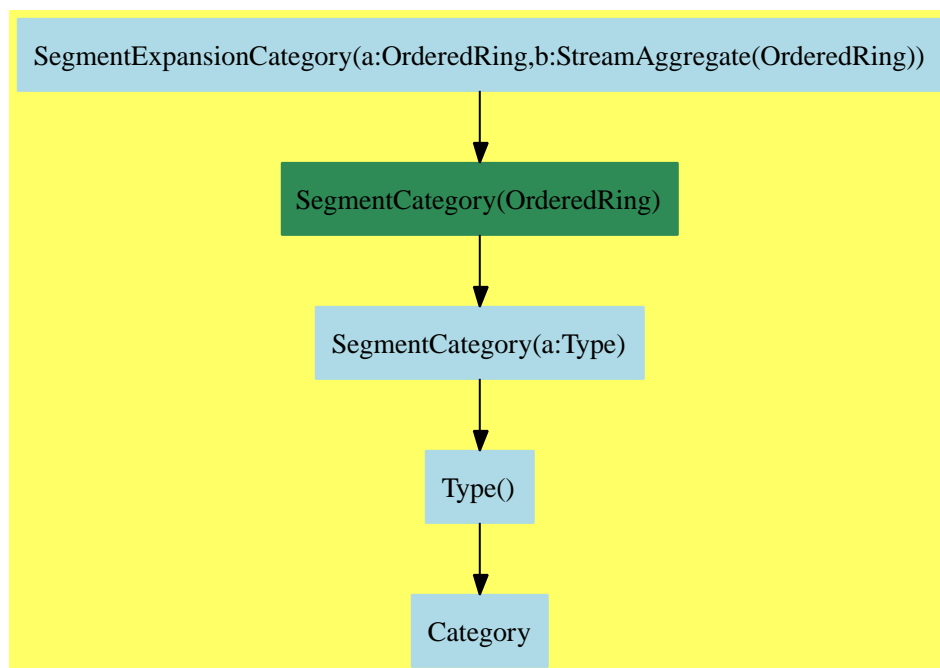 SegmentExpansionCategory(a:OrderedRing,b:StreamAggregate(OrderedRing))
SegmentCategory(OrderedRing)
SegmentCategory(a:Type)
Type()
Category